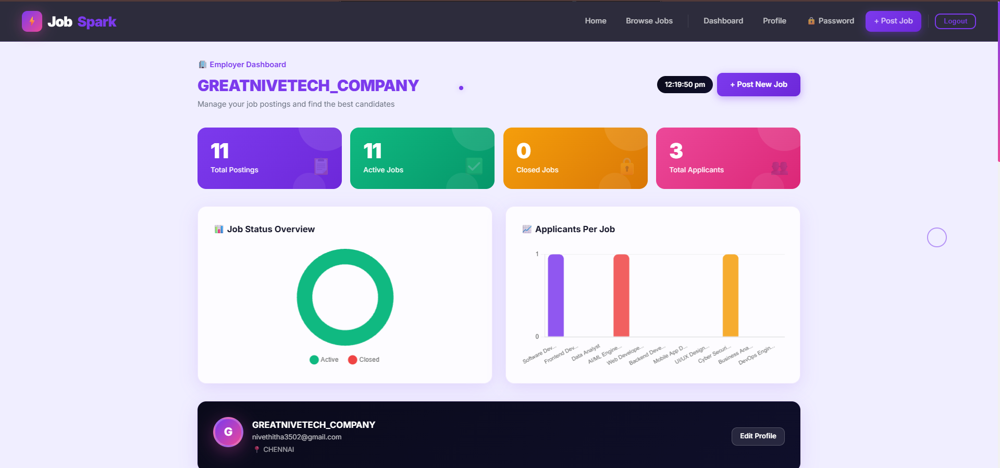 Job Spark
Home Browse Jobs Dashboard Profile Password + Post Job Logout
Employer Dashboard
GREATNIVETECH_COMPANY
Manage your job postings and find the best candidates
12:19:50 pm + Post New Job
11
Total Postings
11
Active Jobs
0
Closed Jobs
3
Total Applicants
Job Status Overview
Active Closed
Applicants Per Job
1
0
Software Dev...
Frontend Dev...
Data Analyst
AI/ML Engine...
Web Develope...
Backend Deve...
Mobile App D...
UI/UX Design...
Cyber Securi...
Business Ana...
DevOps Engin...
G
GREATNIVETECH_COMPANY
nivethitha3502@gmail.com
CHENNAI
Edit Profile